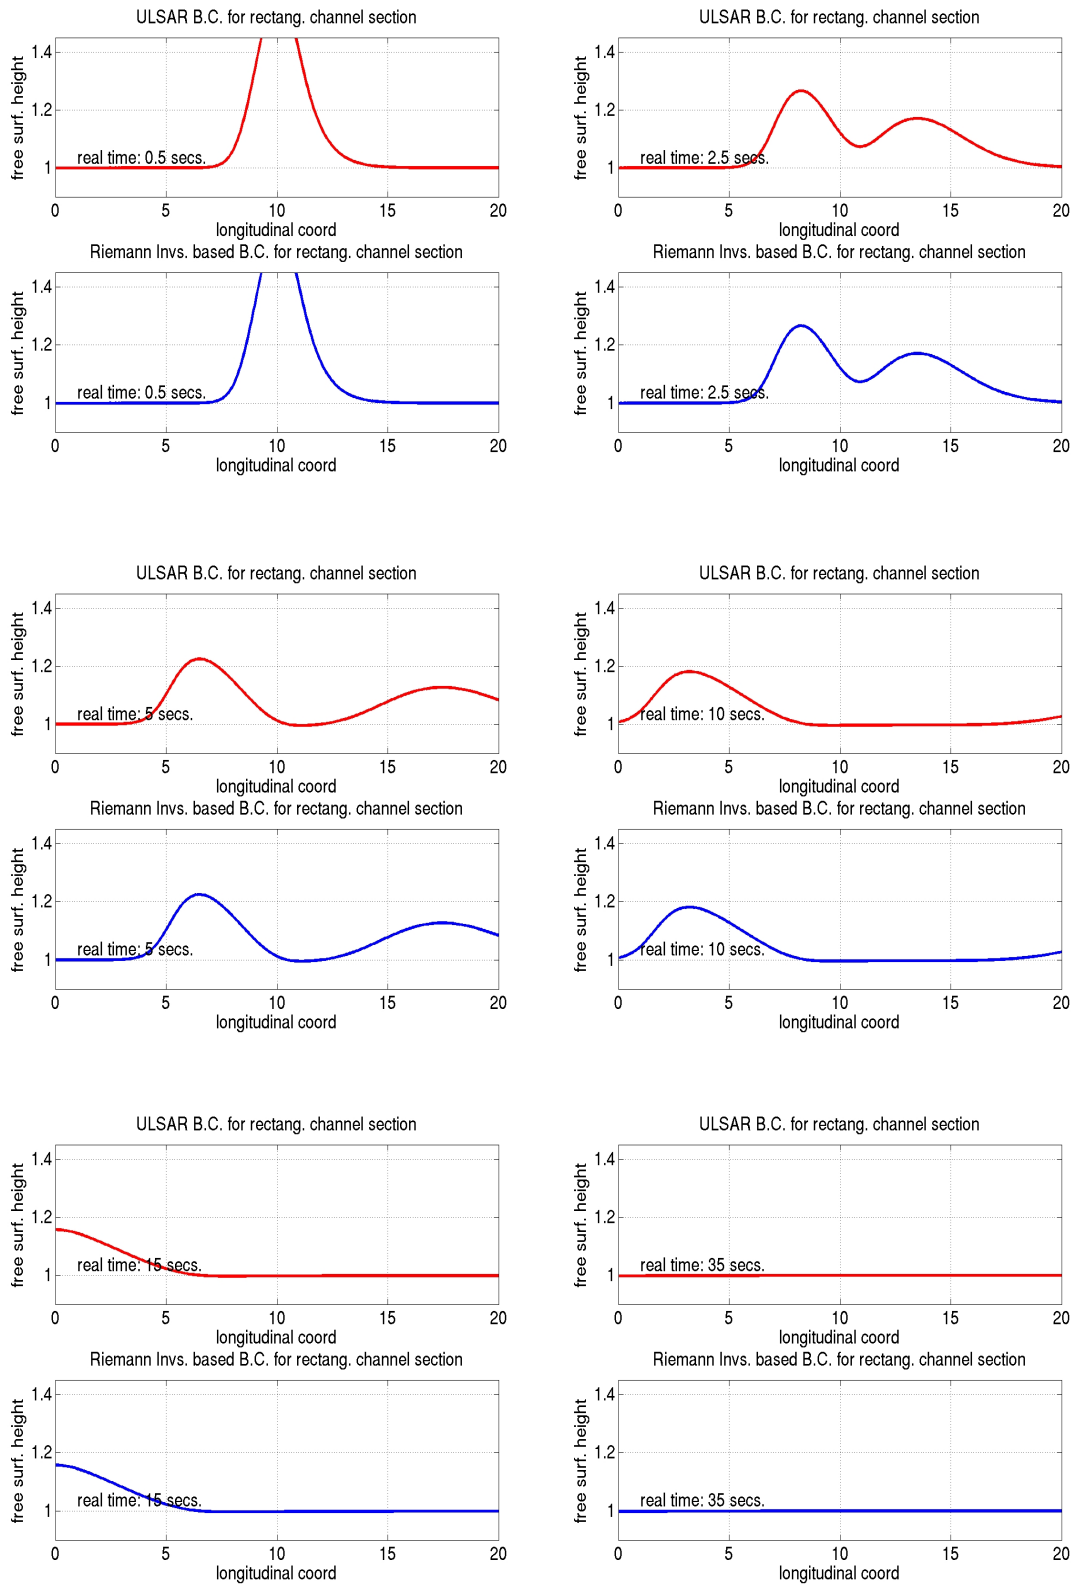 ULSAR B.C. for rectang. channel section
free surf. height
1.4
1.2
1
real time: 0.5 secs.
0 5 10 15 20
longitudinal coord
Riemann Invs. based B.C. for rectang. channel section
free surf. height
1.4
1.2
1
real time: 0.5 secs.
0 5 10 15 20
longitudinal coord
ULSAR B.C. for rectang. channel section
free surf. height
1.4
1.2
1
real time: 2.5 secs.
0 5 10 15 20
longitudinal coord
Riemann Invs. based B.C. for rectang. channel section
free surf. height
1.4
1.2
1
real time: 2.5 secs.
0 5 10 15 20
longitudinal coord
ULSAR B.C. for rectang. channel section
free surf. height
1.4
1.2
1
real time: 5 secs.
0 5 10 15 20
longitudinal coord
Riemann Invs. based B.C. for rectang. channel section
free surf. height
1.4
1.2
1
real time: 5 secs.
0 5 10 15 20
longitudinal coord
ULSAR B.C. for rectang. channel section
free surf. height
1.4
1.2
1
real time: 10 secs.
0 5 10 15 20
longitudinal coord
Riemann Invs. based B.C. for rectang. channel section
free surf. height
1.4
1.2
1
real time: 10 secs.
0 5 10 15 20
longitudinal coord
ULSAR B.C. for rectang. channel section
free surf. height
1.4
1.2
1
real time: 15 secs.
0 5 10 15 20
longitudinal coord
Riemann Invs. based B.C. for rectang. channel section
free surf. height
1.4
1.2
1
real time: 15 secs.
0 5 10 15 20
longitudinal coord
ULSAR B.C. for rectang. channel section
free surf. height
1.4
1.2
1
real time: 35 secs.
0 5 10 15 20
longitudinal coord
Riemann Invs. based B.C. for rectang. channel section
free surf. height
1.4
1.2
1
real time: 35 secs.
0 5 10 15 20
longitudinal coord